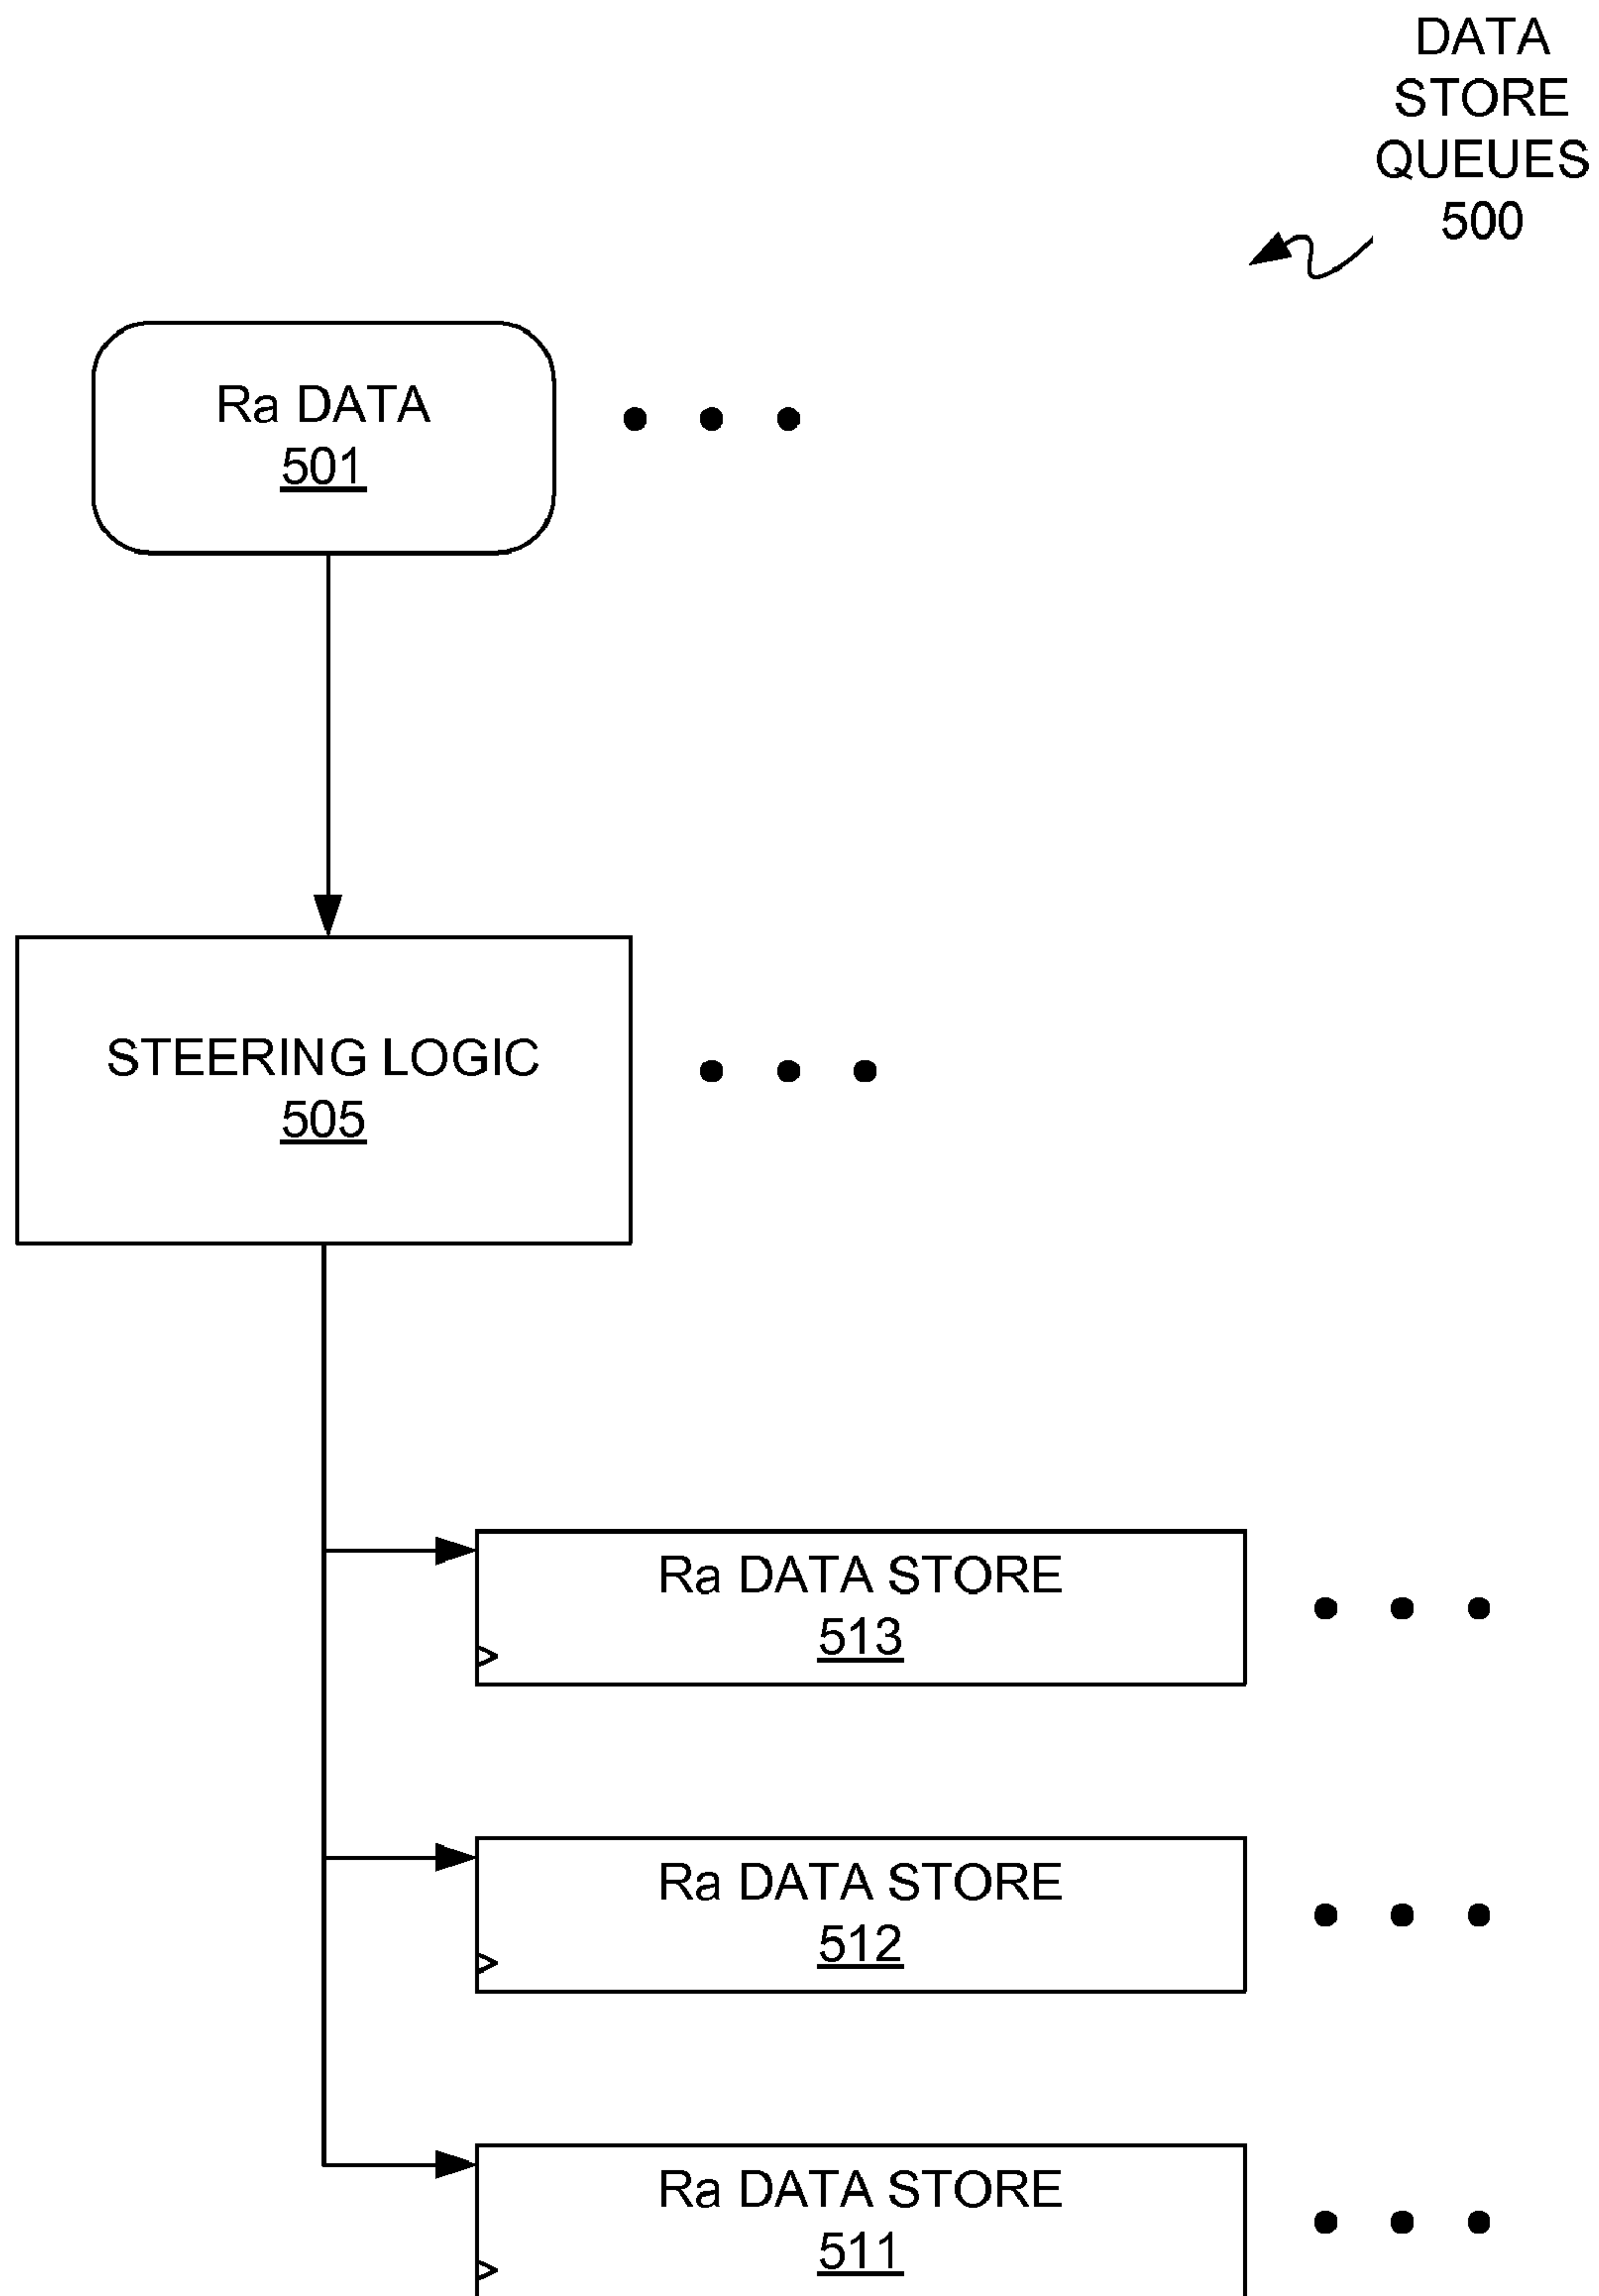 DATA
STORE
QUEUES
500
Ra DATA
501
STEERING LOGIC
505
Ra DATA STORE
513
Ra DATA STORE
512
Ra DATA STORE
511